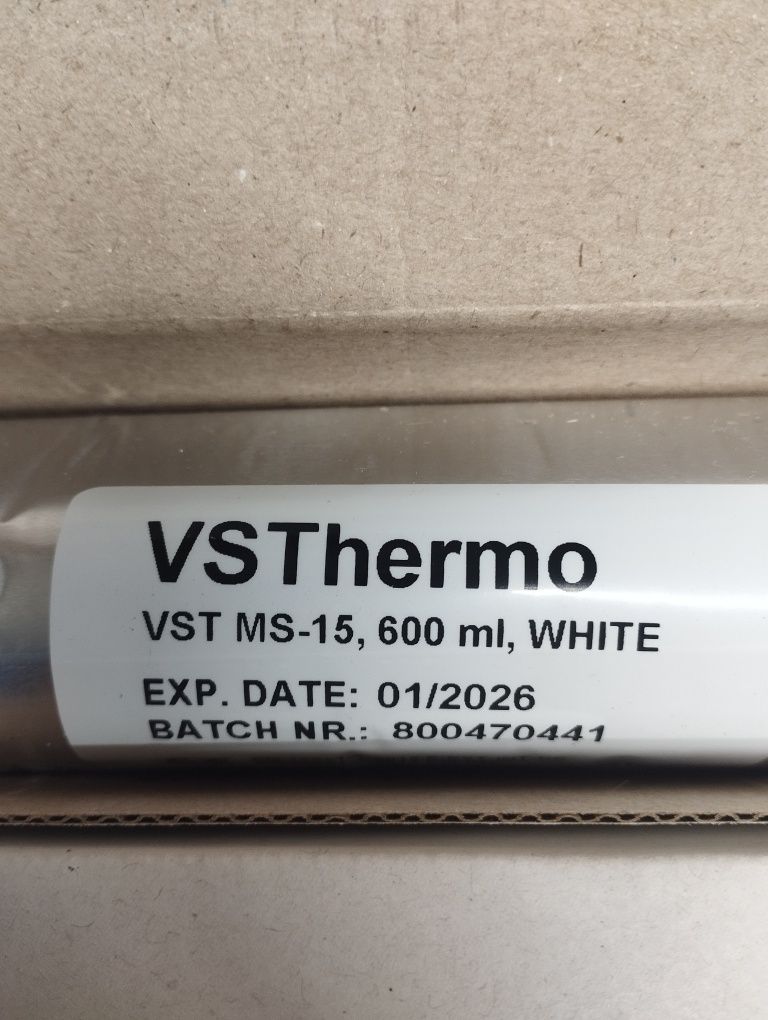 VSThermo
VST MS-15, 600 ml, WHITE
EXP. DATE: 01/2026
BATCH NR.: 800470441